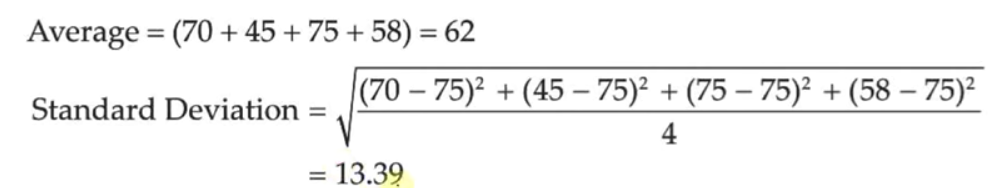 Average = (70 + 45 + 75 + 58) = 62
Standard Deviation = √(((70 – 75)² + (45 – 75)² + (75 – 75)² + (58 – 75)²) / 4)
= 13.39